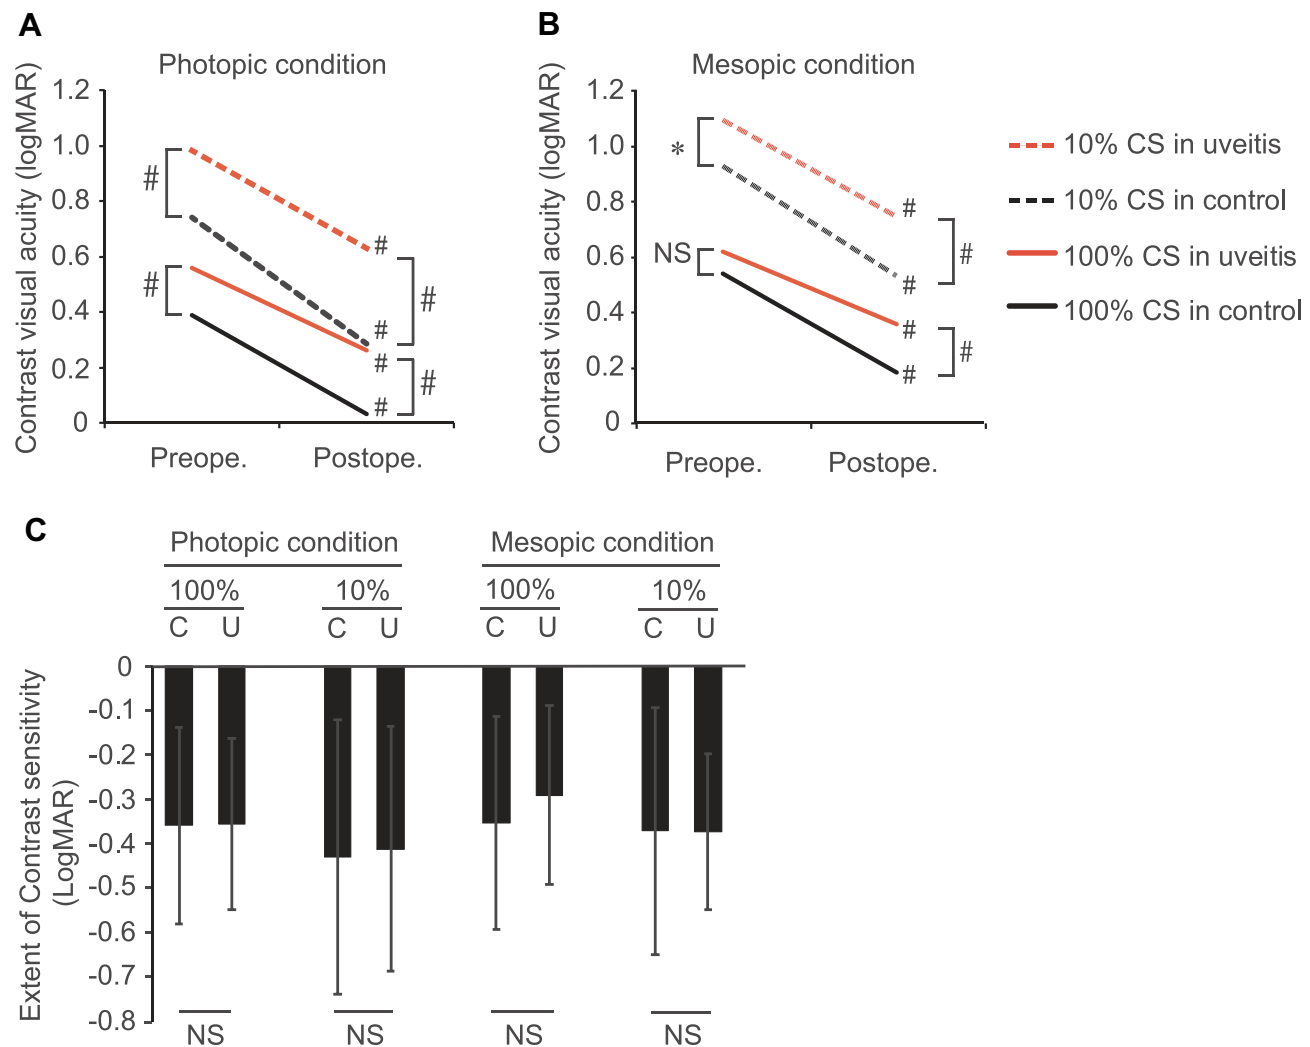 A
Photopic condition
Contrast visual acuity (logMAR)
1.2
1.0
0.8
0.6
0.4
0.2
0
#
#
#
#
#
#
#
#
Preope.
Postope.
B
Mesopic condition
Contrast visual acuity (logMAR)
1.2
1.0
0.8
0.6
0.4
0.2
0
*
NS
#
#
#
#
#
#
Preope.
Postope.
10% CS in uveitis
10% CS in control
100% CS in uveitis
100% CS in control
C
Photopic condition
Mesopic condition
100%
10%
100%
10%
C U C U C U C U
Extent of Contrast sensitivity
(LogMAR)
0
-0.1
-0.2
-0.3
-0.4
-0.5
-0.6
-0.7
-0.8
NS
NS
NS
NS